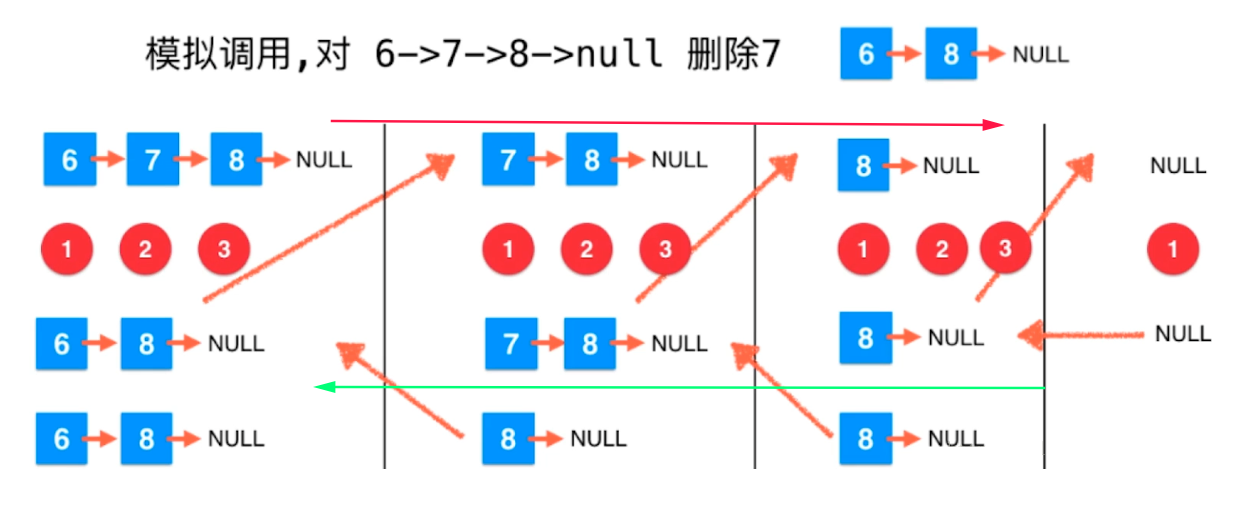 模拟调用,对 6->7->8->null 删除7 6 8 NULL
6 7 8 NULL 7 8 NULL 8 NULL NULL
1 2 3 1 2 3 1 2 3 1
6 8 NULL 7 8 NULL 8 NULL NULL
6 8 NULL 8 NULL 8 NULL